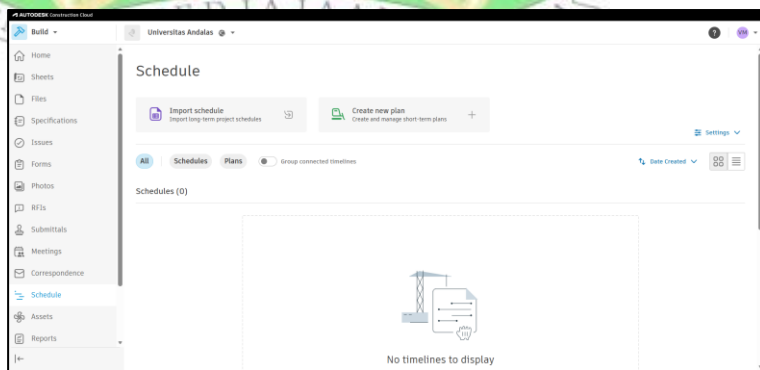 AUTODESK Construction Cloud
Build
Universitas Andalas
?
VM
Home
Sheets
Files
Specifications
Issues
Forms
Photos
RFIs
Submittals
Meetings
Correspondence
Schedule
Assets
Reports
Schedule
Import schedule
Import long-term project schedules
Create new plan
Create and manage short-term plans
Settings
All
Schedules
Plans
Group connected timelines
Date Created
Schedules (0)
No timelines to display